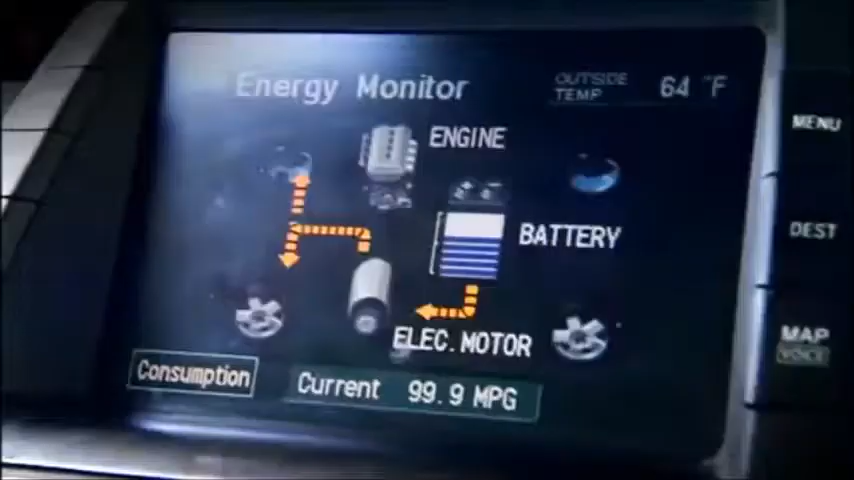 Energy Monitor
OUTSIDE
TEMP
64 °F
ENGINE
MENU
BATTERY
DEST
ELEC.MOTOR
MAP
VOICE
Consumption
Current 99.9 MPG